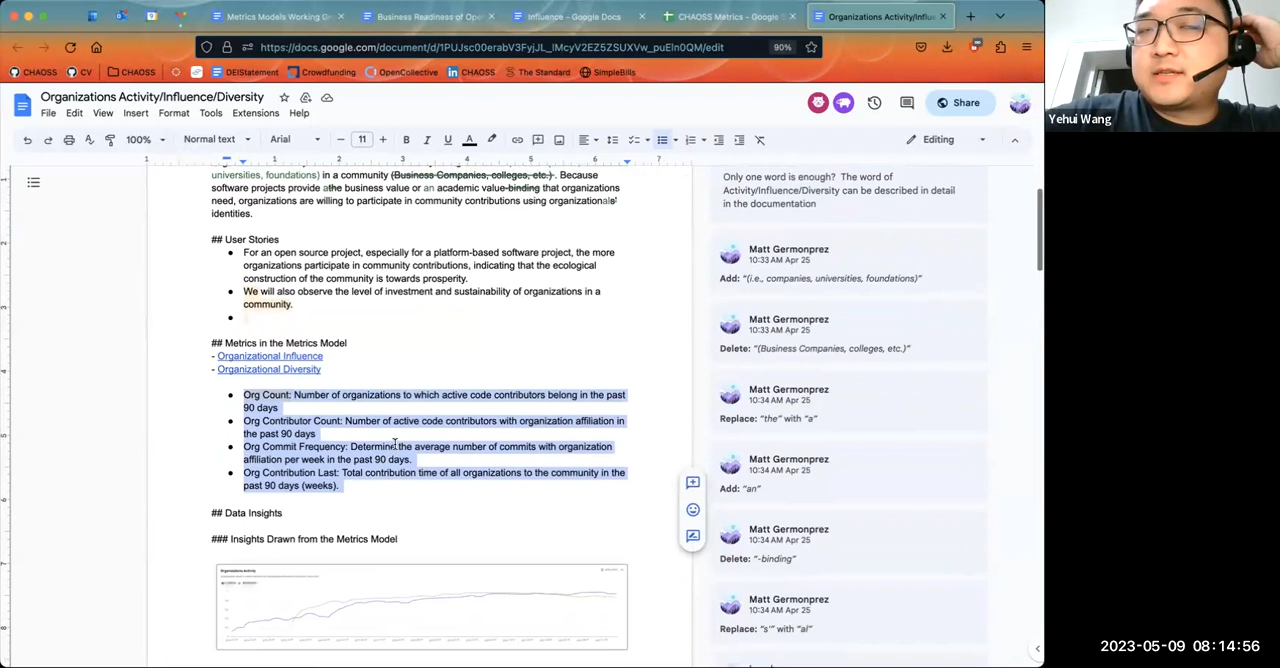 Metrics Models Working Gr
Business Readiness of Ope
Influence - Google Docs
CHAOSS Metrics - Google S
Organizations Activity/Influe
https://docs.google.com/document/d/1PUJsc00erabV3FyjJL_lMcyV2EZ5ZSUXVw_puEln0QM/edit
90%
CHAOSS
CV
CHAOSS
DEIStatement
Crowdfunding
OpenCollective
CHAOSS
The Standard
SimpleBills
Organizations Activity/Influence/Diversity
File Edit View Insert Format Tools Extensions Help
Share
100%
Normal text
Arial
11
Editing
1 1 2 3 4 5 6 7
universities, foundations) in a community (Business Companies, colleges, etc.) . Because
software projects provide athe business value or an academic value-binding that organizations
need, organizations are willing to participate in community contributions using organizationals'
identities.
## User Stories
● For an open source project, especially for a platform-based software project, the more
organizations participate in community contributions, indicating that the ecological
construction of the community is towards prosperity.
● We will also observe the level of investment and sustainability of organizations in a
community.
●
## Metrics in the Metrics Model
- Organizational Influence
- Organizational Diversity
● Org Count: Number of organizations to which active code contributors belong in the past
90 days
● Org Contributor Count: Number of active code contributors with organization affiliation in
the past 90 days
● Org Commit Frequency: Determine the average number of commits with organization
affiliation per week in the past 90 days.
● Org Contribution Last: Total contribution time of all organizations to the community in the
past 90 days (weeks).
## Data Insights
### Insights Drawn from the Metrics Model
Organizations Activity
Only one word is enough? The word of
Activity/Influence/Diversity can be described in detail
in the documentation
Matt Germonprez
10:33 AM Apr 25
Add: “(i.e., companies, universities, foundations)”
Matt Germonprez
10:33 AM Apr 25
Delete: “(Business Companies, colleges, etc.)”
Matt Germonprez
10:34 AM Apr 25
Replace: “the” with “a”
Matt Germonprez
10:34 AM Apr 25
Add: “an”
Matt Germonprez
10:34 AM Apr 25
Delete: “-binding”
Matt Germonprez
10:34 AM Apr 25
Replace: “s'” with “al”
Yehui Wang
2023-05-09 08:14:56